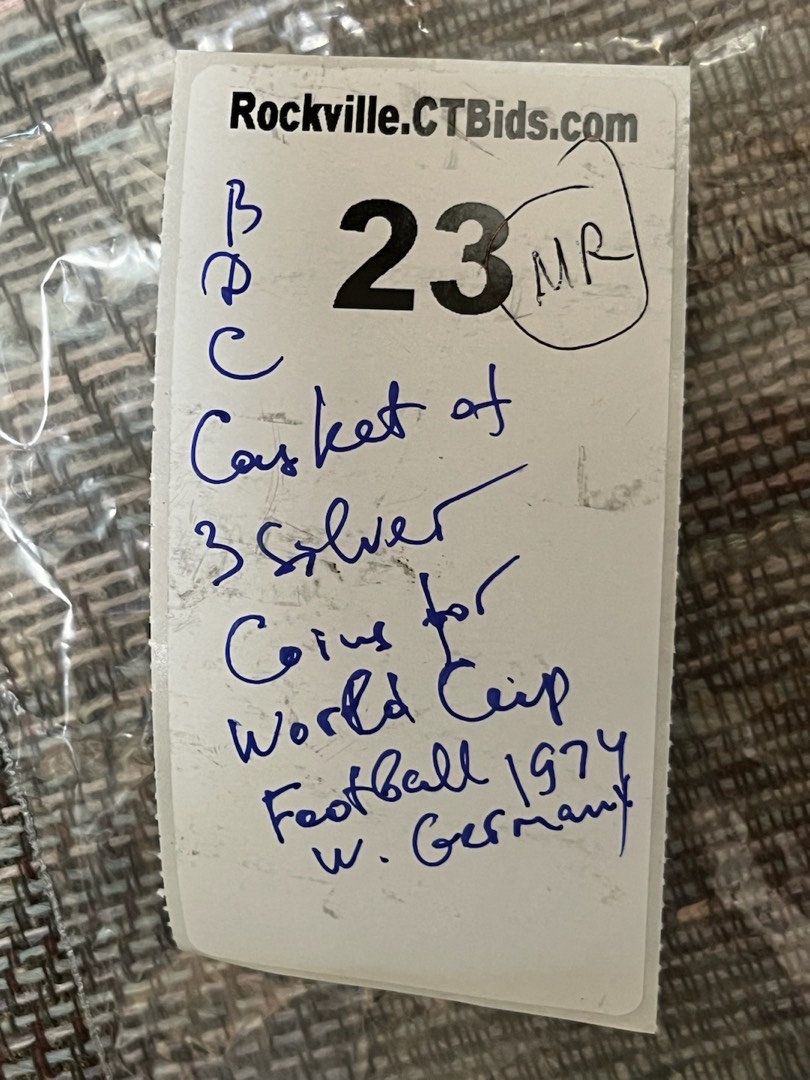 Rockville.CTBids.com
B
23 MR
D
C
Casket of
3 Silver
Coins for
World Cup
Football 1974
W. Germany